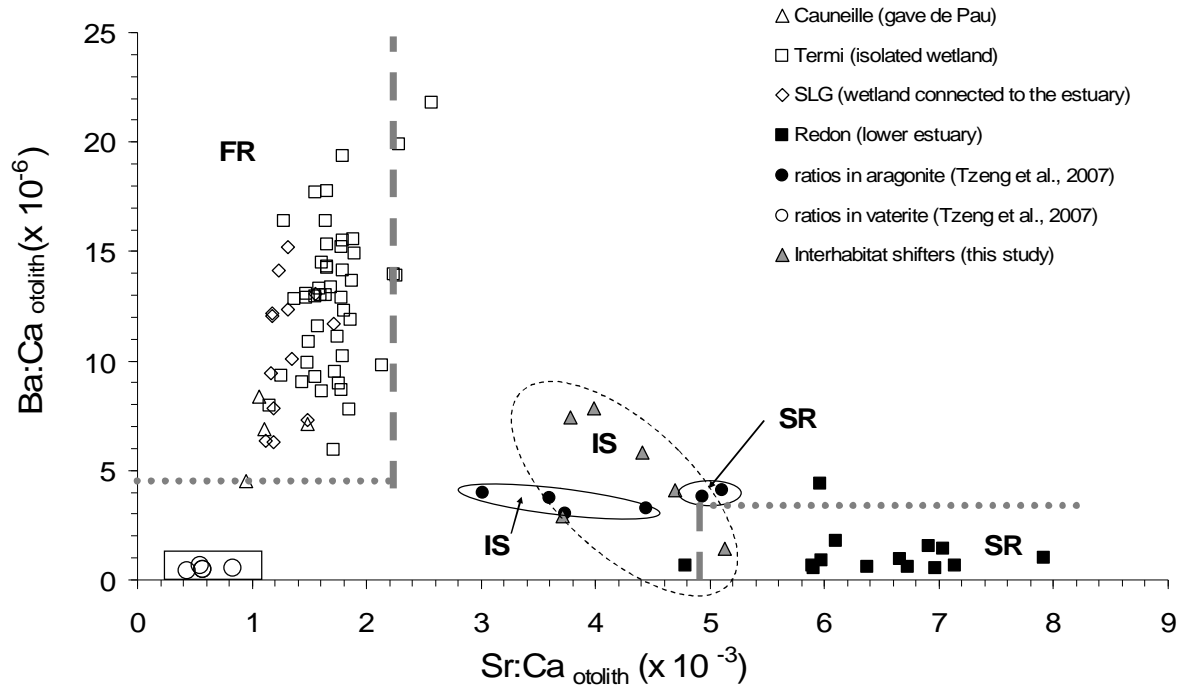 Cauneille (gave de Pau)
Termi (isolated wetland)
SLG (wetland connected to the estuary)
Redon (lower estuary)
ratios in aragonite (Tzeng et al., 2007)
ratios in vaterite (Tzeng et al., 2007)
Interhabitat shifters (this study)
25
20
15
10
5
0
Ba:Ca otolith (x 10 -6)
FR
IS
SR
IS
SR
0 1 2 3 4 5 6 7 8 9
Sr:Ca otolith (x 10 -3)